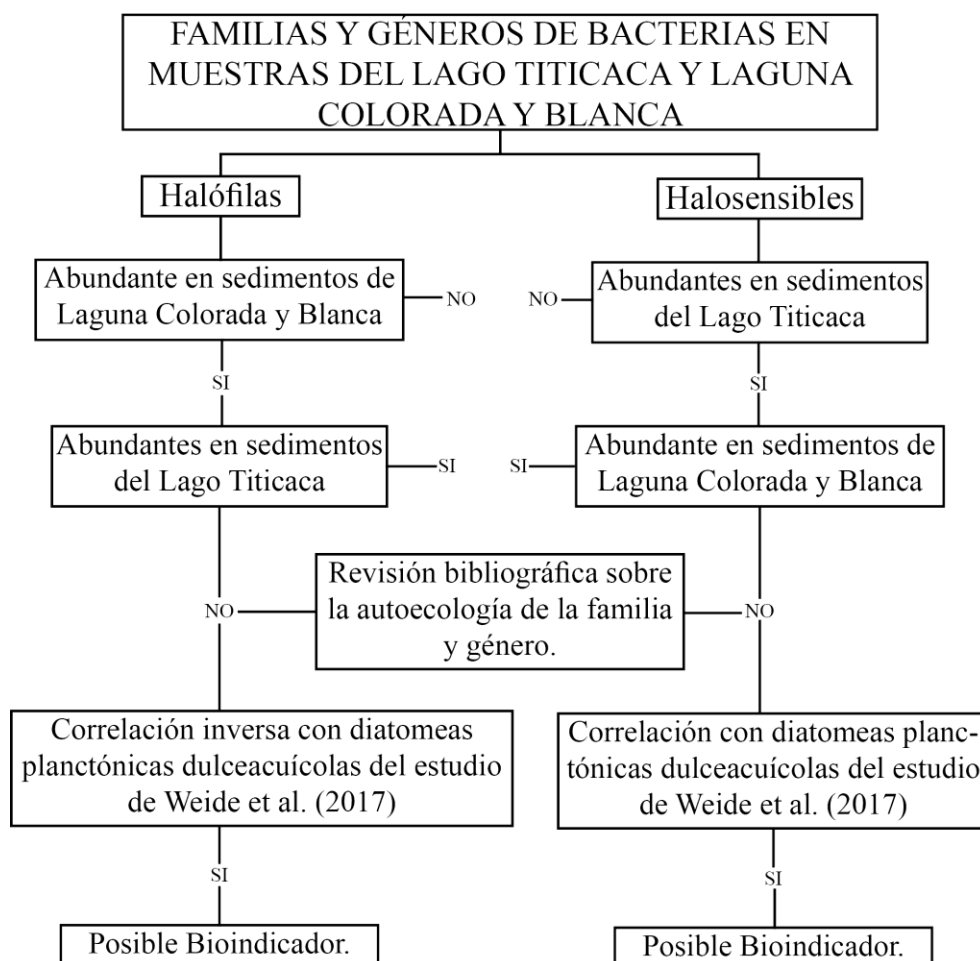 FAMILIAS Y GÉNEROS DE BACTERIAS EN
MUESTRAS DEL LAGO TITICACA Y LAGUNA
COLORADA Y BLANCA
Halófilas
Halosensibles
Abundante en sedimentos de
Laguna Colorada y Blanca
NO
NO
Abundantes en sedimentos
del Lago Titicaca
SI
SI
Abundantes en sedimentos
del Lago Titicaca
SI
SI
Abundante en sedimentos de
Laguna Colorada y Blanca
Revisión bibliográfica sobre
la autoecología de la familia
y género.
NO
NO
Correlación inversa con diatomeas
planctónicas dulceacuícolas del estudio
de Weide et al. (2017)
Correlación con diatomeas planc-
tónicas dulceacuícolas del estudio
de Weide et al. (2017)
SI
SI
Posible Bioindicador.
Posible Bioindicador.